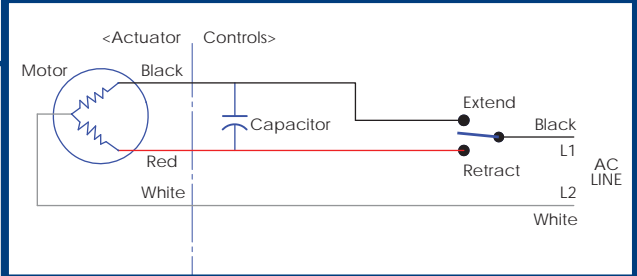 <Actuator Controls>
Motor
Black
Extend
Capacitor
Black
L1
AC
LINE
Red
Retract
White
L2
White